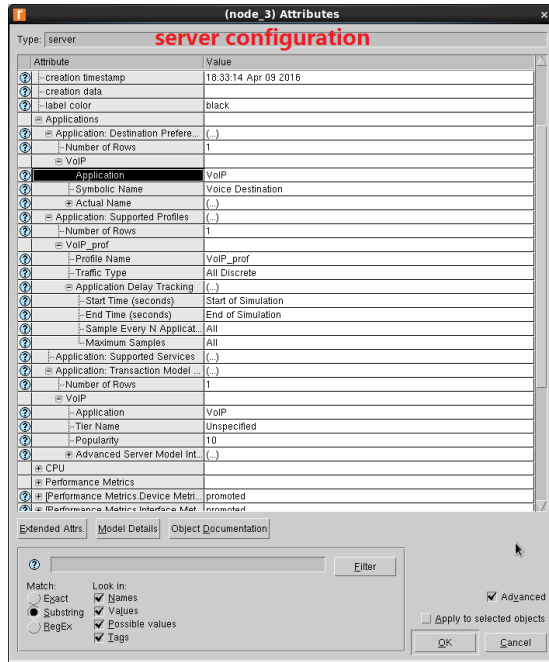 (node_3) Attributes
Type: server
server configuration
Attribute Value
creation timestamp 18:33:14 Apr 09 2016
creation data
label color black
Applications
Application: Destination Prefere... (...)
Number of Rows 1
VoIP
Application VoIP
Symbolic Name Voice Destination
Actual Name (...)
Application: Supported Profiles (...)
Number of Rows 1
VoIP_prof
Profile Name VoIP_prof
Traffic Type All Discrete
Application Delay Tracking (...)
Start Time (seconds) Start of Simulation
End Time (seconds) End of Simulation
Sample Every N Applicat... All
Maximum Samples All
Application: Supported Services (...)
Application: Transaction Model ... (...)
Number of Rows 1
VoIP
Application VoIP
Tier Name Unspecified
Popularity 10
Advanced Server Model Int... (...)
CPU
Performance Metrics
[Performance Metrics.Device Metri... promoted
[Performance Metrics.Interface Met... promoted
Extended Attrs. Model Details Object Documentation
Filter
Match: Look in:
Exact Names
Substring Values
RegEx Possible values
Tags
Advanced
Apply to selected objects
OK Cancel